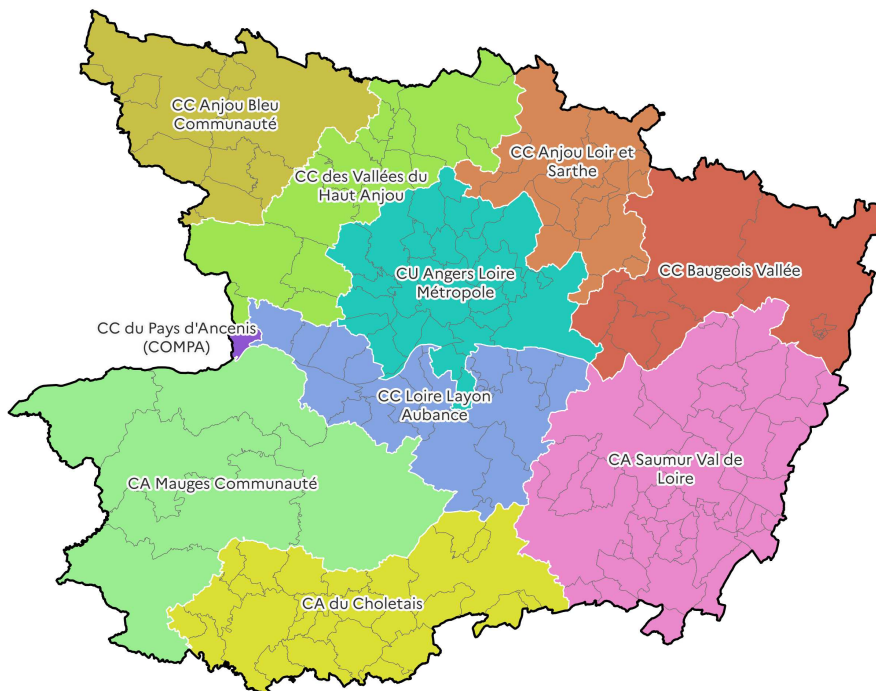 CC Anjou Bleu
Communauté
CC Anjou Loir et
Sarthe
CC des Vallées du
Haut Anjou
CU Angers Loire
Métropole
CC Baugeois Vallée
CC du Pays d'Ancenis
(COMPA)
CC Loire Layon
Aubance
CA Saumur Val de
Loire
CA Mauges Communauté
CA du Choletais